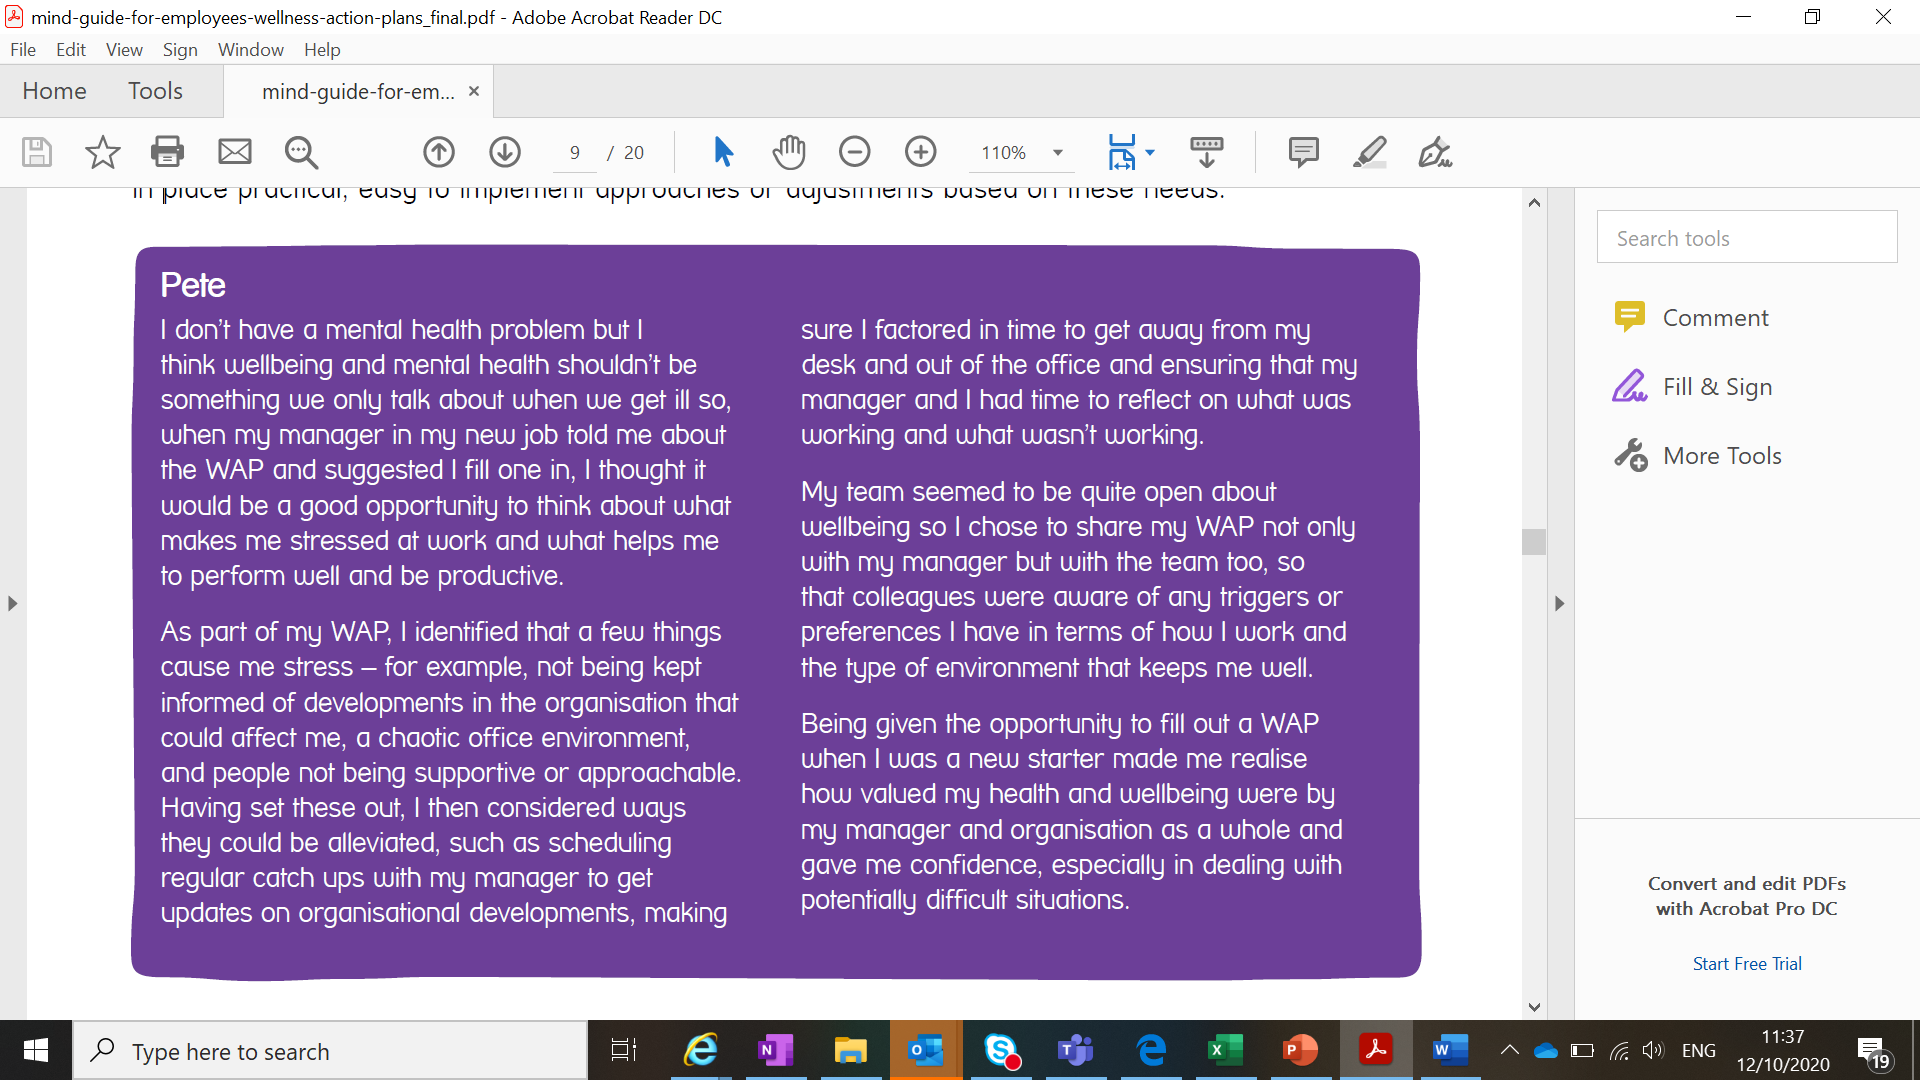 mind-guide-for-employees-wellness-action-plans_final.pdf - Adobe Acrobat Reader DC
File Edit View Sign Window Help
Home Tools mind-guide-for-em... ×
9 / 20 110%
in place practical, easy to implement approaches or adjustments based on these needs.
Pete
I don't have a mental health problem but I
think wellbeing and mental health shouldn't be
something we only talk about when we get ill so,
when my manager in my new job told me about
the WAP and suggested I fill one in, I thought it
would be a good opportunity to think about what
makes me stressed at work and what helps me
to perform well and be productive.
As part of my WAP, I identified that a few things
cause me stress – for example, not being kept
informed of developments in the organisation that
could affect me, a chaotic office environment,
and people not being supportive or approachable.
Having set these out, I then considered ways
they could be alleviated, such as scheduling
regular catch ups with my manager to get
updates on organisational developments, making
sure I factored in time to get away from my
desk and out of the office and ensuring that my
manager and I had time to reflect on what was
working and what wasn't working.
My team seemed to be quite open about
wellbeing so I chose to share my WAP not only
with my manager but with the team too, so
that colleagues were aware of any triggers or
preferences I have in terms of how I work and
the type of environment that keeps me well.
Being given the opportunity to fill out a WAP
when I was a new starter made me realise
how valued my health and wellbeing were by
my manager and organisation as a whole and
gave me confidence, especially in dealing with
potentially difficult situations.
Search tools
Comment
Fill & Sign
More Tools
Convert and edit PDFs
with Acrobat Pro DC
Start Free Trial
Type here to search
ENG
11:37
12/10/2020
19